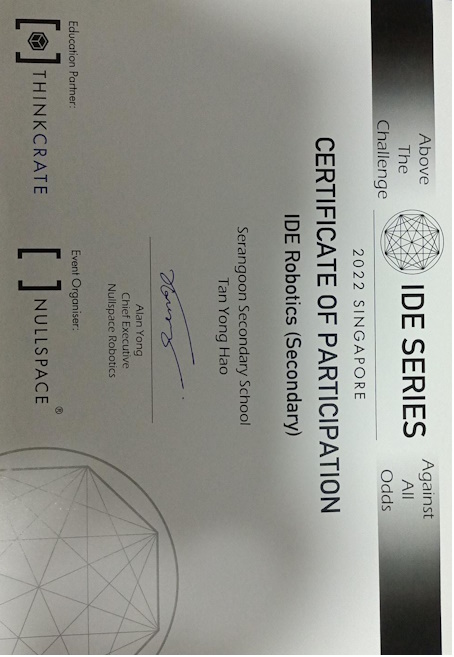 Above
The
Challenge
IDE SERIES
Against
All
Odds
2022 SINGAPORE
CERTIFICATE OF PARTICIPATION
IDE Robotics (Secondary)
Serangoon Secondary School
Tan Yong Hao
Alan Yong
Chief Executive
Nullspace Robotics
Education Partner:
[ ] THINKCRATE
Event Organiser:
[ ] NULLSPACE ®